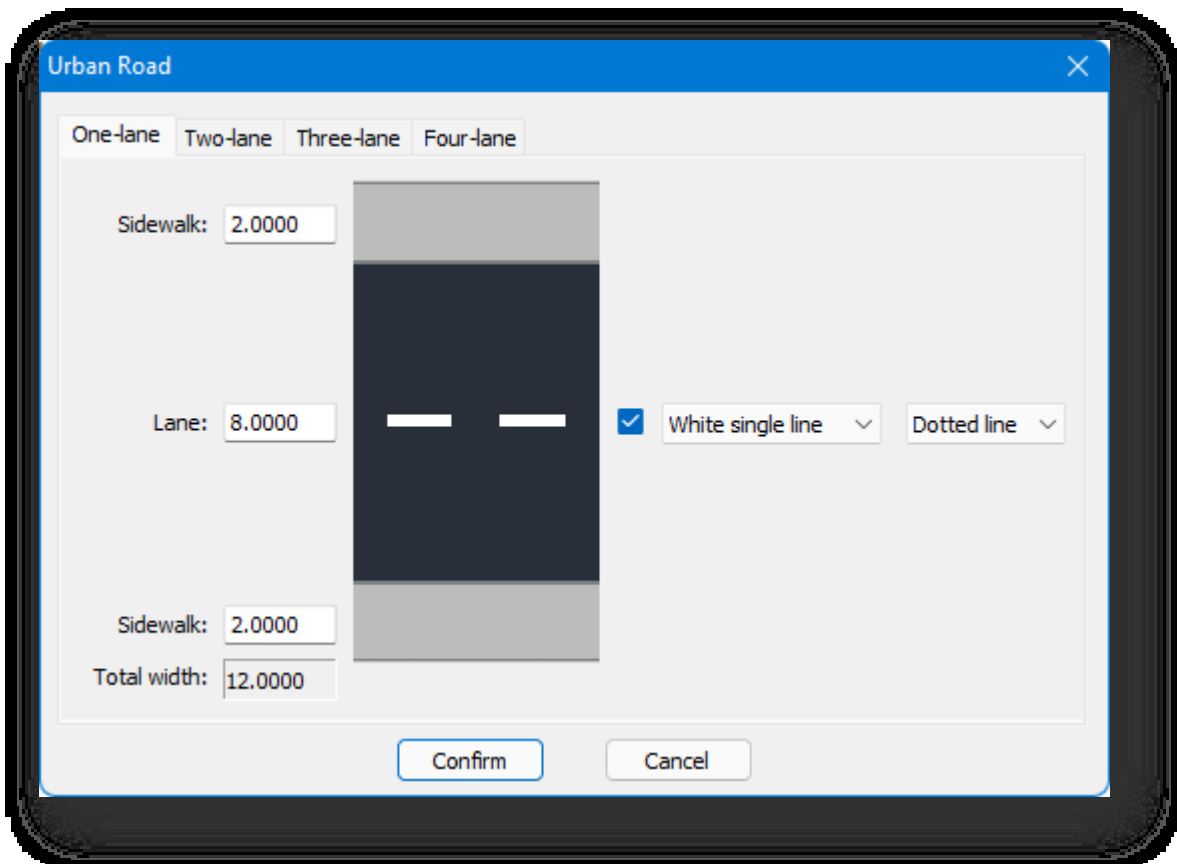 Urban Road
One-lane Two-lane Three-lane Four-lane
Sidewalk: 2.0000
Lane: 8.0000 White single line Dotted line
Sidewalk: 2.0000
Total width: 12.0000
Confirm Cancel